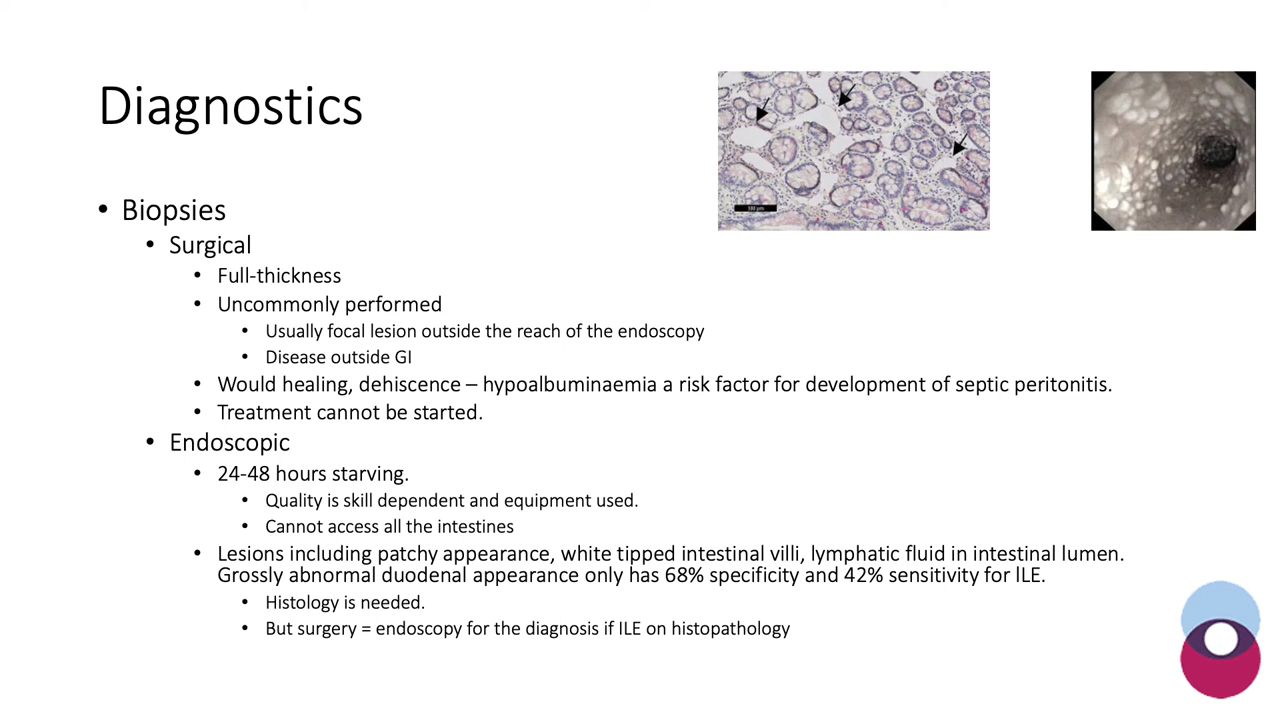 Diagnostics
100 µm
• Biopsies
• Surgical
• Full-thickness
• Uncommonly performed
• Usually focal lesion outside the reach of the endoscopy
• Disease outside GI
• Would healing, dehiscence – hypoalbuminaemia a risk factor for development of septic peritonitis.
• Treatment cannot be started.
• Endoscopic
• 24-48 hours starving.
• Quality is skill dependent and equipment used.
• Cannot access all the intestines
• Lesions including patchy appearance, white tipped intestinal villi, lymphatic fluid in intestinal lumen.
Grossly abnormal duodenal appearance only has 68% specificity and 42% sensitivity for lLE.
• Histology is needed.
• But surgery = endoscopy for the diagnosis if ILE on histopathology